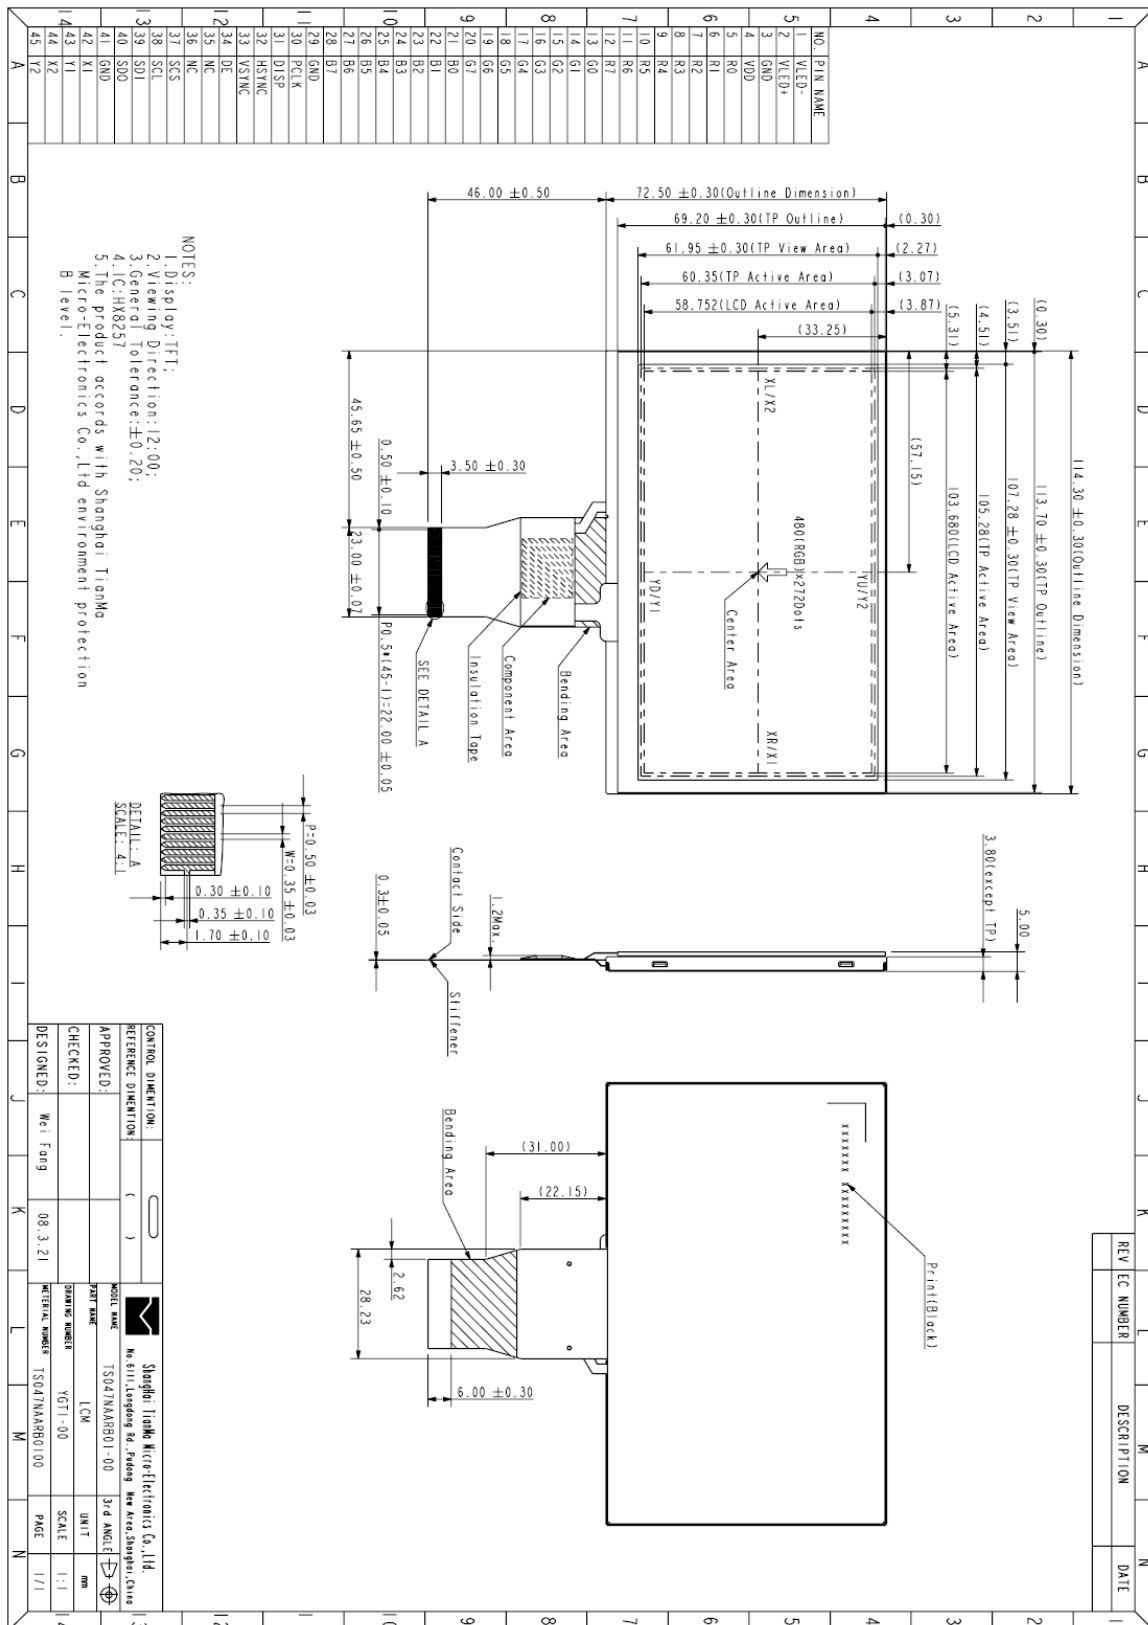 1 2 3 4 5 6 7 8 9 10 11 12 13 14
A B C D E F G H I J K L M N
REV EC NUMBER DESCRIPTION DATE
NO. PIN NAME
1 VLED-
2 VLED+
3 GND
4 VDD
5 R0
6 R1
7 R2
8 R3
9 R4
10 R5
11 R6
12 R7
13 G0
14 G1
15 G2
16 G3
17 G4
18 G5
19 G6
20 G7
21 B0
22 B1
23 B2
24 B3
25 B4
26 B5
27 B6
28 B7
29 GND
30 PCLK
31 DISP
32 HSYNC
33 VSYNC
34 DE
35 NC
36 NC
37 SCS
38 SCL
39 SDI
40 SDO
41 GND
42 X1
43 Y1
44 X2
45 Y2
114.30 ±0.30(Outline Dimension)
(0.30)
113.70 ±0.30(TP Outline)
(3.51)
107.28 ±0.30(TP View Area)
(4.51)
105.28(TP Active Area)
(5.31)
103.680(LCD Active Area)
(57.15)
72.50 ±0.30(Outline Dimension)
69.20 ±0.30(TP Outline)
(0.30)
61.95 ±0.30(TP View Area)
(2.27)
60.35(TP Active Area)
(3.07)
58.752(LCD Active Area)
(3.87)
(33.25)
46.00 ±0.50
XL/X2
XR/X1
YU/Y2
YD/Y1
480(RGB)x272Dots
Center Area
Bending Area
Component Area
Insulation Tape
SEE DETAIL A
3.50 ±0.30
0.50 ±0.10
P0.5*(45-1)=22.00 ±0.05
45.65 ±0.50
23.00 ±0.07
5.00
3.80(except TP)
1.2Max.
Contact Side
Stiffener
0.3±0.05
xxxxxxx xxxxxxxxx
Print(Black)
(31.00)
(22.15)
Bending Area
2.62
28.23
6.00 ±0.30
P=0.50 ±0.03
W=0.35 ±0.03
0.30 ±0.10
0.35 ±0.10
1.70 ±0.10
DETAIL: A
SCALE: 4:1
NOTES:
1.Display:TFT;
2.Viewing Direction:12:00;
3.General Tolerance:±0.20;
4.IC:HX8257
5.The product accords with Shanghai TianMa
Micro-Electronics Co.,Ltd environment protection
B level.
CONTROL DIMENTION:
REFERENCE DIMENTION: ( )
APPROVED:
CHECKED:
DESIGNED: Wei Fang 08.3.21
ShangHai TianMa Micro-Electronics Co.,Ltd.
No.6111,Longdong Rd.,Pudong New Area,Shanghai,China
MODEL NAME TS047NAARB01-00 3rd ANGLE
PART NAME LCM UNIT mm
DRAWING NUMBER YGT1-00 SCALE 1:1
METERIAL NUMBER TS047NAARB0100 PAGE 1/1